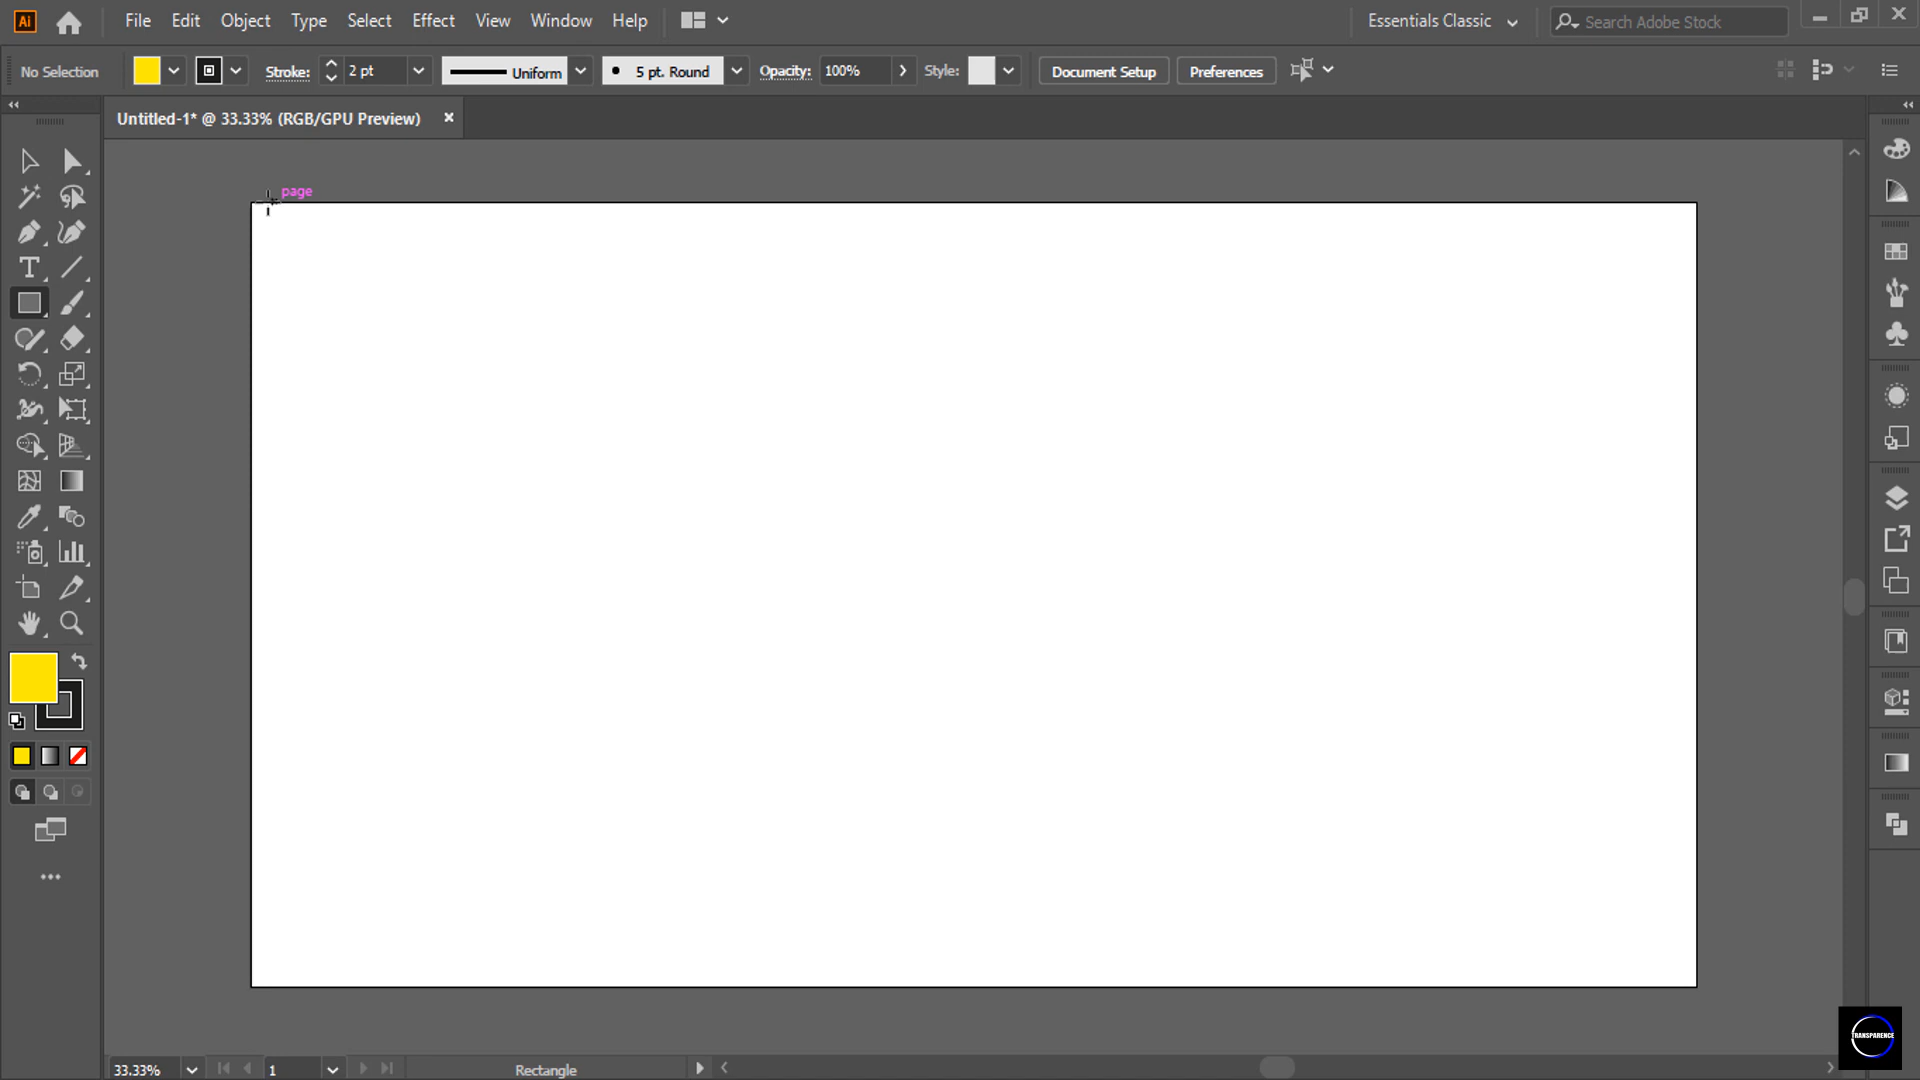 Ai
File Edit Object Type Select Effect View Window Help
Essentials Classic
Search Adobe Stock
No Selection
Stroke: 2 pt
Uniform
5 pt. Round
Opacity: 100%
Style:
Document Setup
Preferences
Untitled-1* @ 33.33% (RGB/GPU Preview)
page
T
33.33%
1
Rectangle
TRANSPARENCE